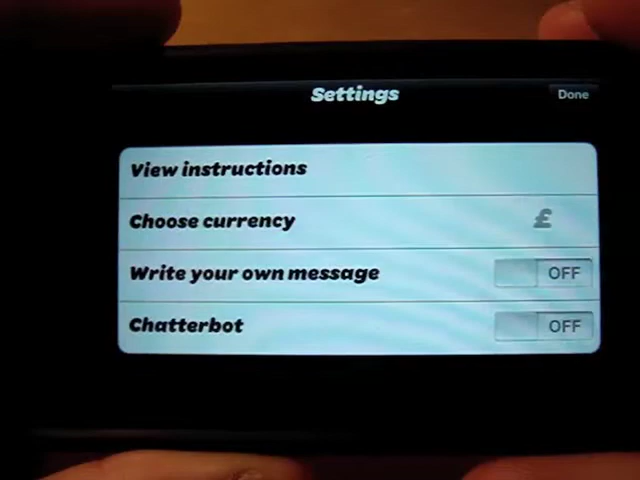 Settings
Done
View instructions
Choose currency £
Write your own message OFF
Chatterbot OFF